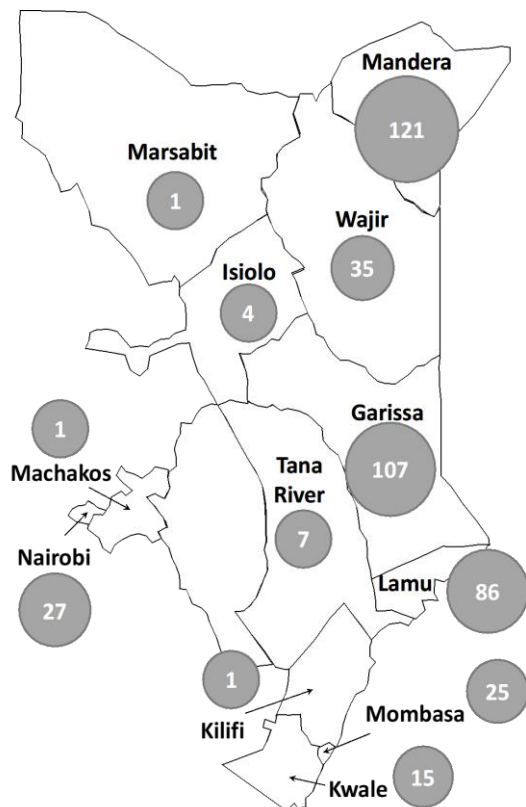 Mandera
121
Marsabit
1
Wajir
35
Isiolo
4
Garissa
107
1
Machakos
Tana
River
7
Nairobi
27
Lamu
86
1
Kilifi
25
Mombasa
Kwale
15